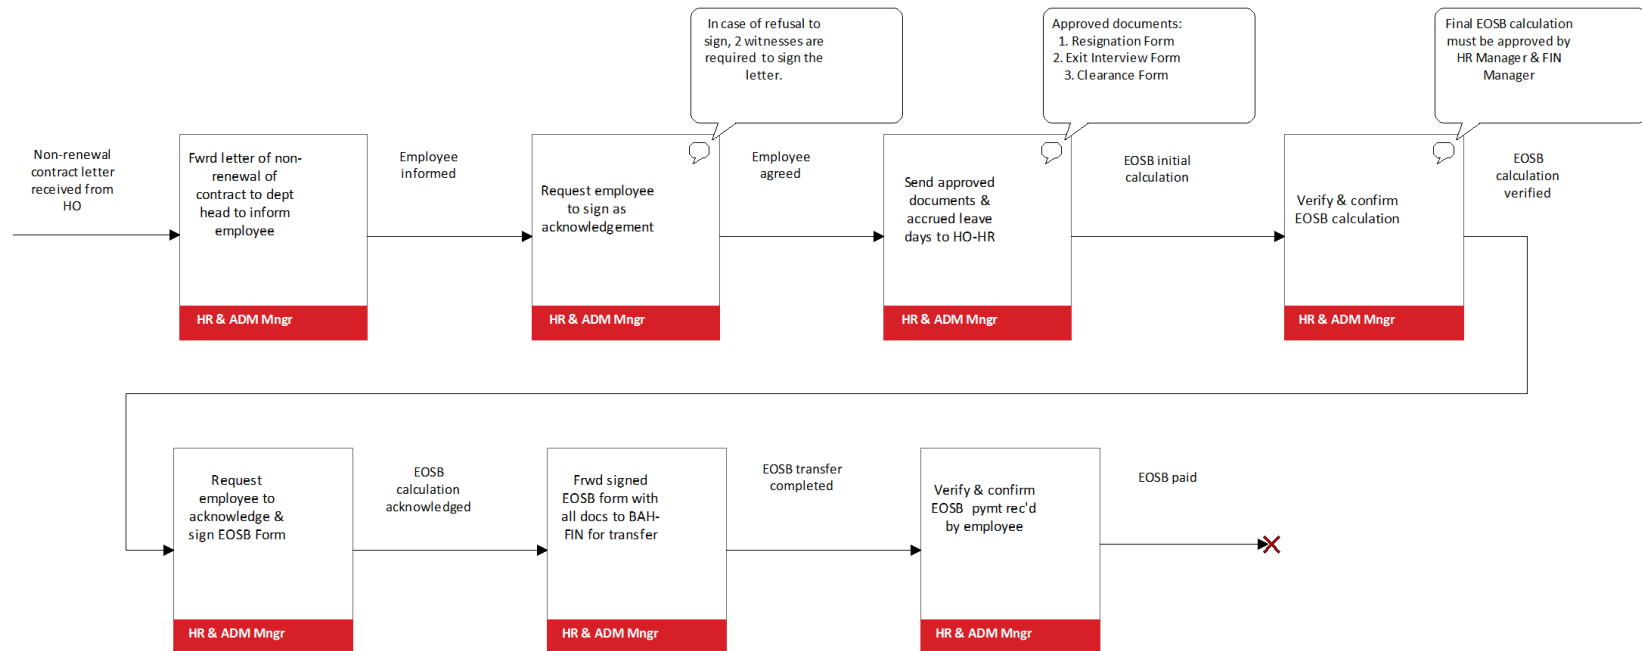 In case of refusal to
sign, 2 witnesses are
required to sign the
letter.
Approved documents:
1. Resignation Form
2. Exit Interview Form
3. Clearance Form
Final EOSB calculation
must be approved by
HR Manager & FIN
Manager
Non-renewal
contract letter
received from
HO
Fwrd letter of non-
renewal of
contract to dept
head to inform
employee
HR & ADM Mngr
Employee
informed
Request employee
to sign as
acknowledgement
HR & ADM Mngr
Employee
agreed
Send approved
documents &
accrued leave
days to HO-HR
HR & ADM Mngr
EOSB initial
calculation
Verify & confirm
EOSB calculation
HR & ADM Mngr
EOSB
calculation
verified
Request
employee to
acknowledge &
sign EOSB Form
HR & ADM Mngr
EOSB
calculation
acknowledged
Frwd signed
EOSB form with
all docs to BAH-
FIN for transfer
HR & ADM Mngr
EOSB transfer
completed
Verify & confirm
EOSB pymt rec'd
by employee
HR & ADM Mngr
EOSB paid